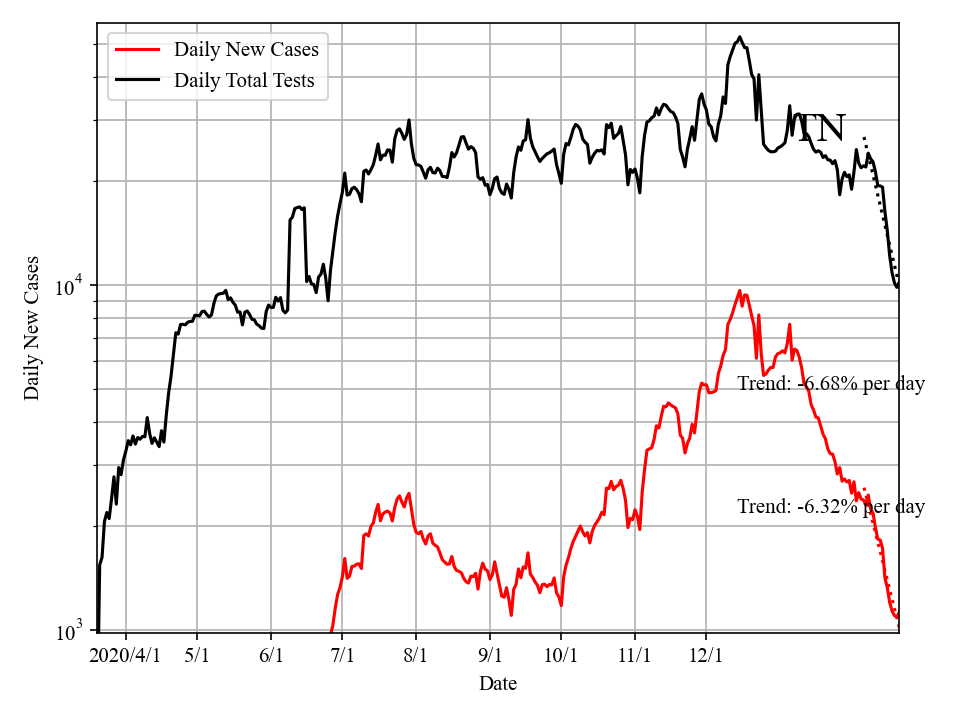 Daily New Cases
Daily Total Tests
TN
Trend: -6.68% per day
Trend: -6.32% per day
Daily New Cases
10^4
10^3
2020/4/1 5/1 6/1 7/1 8/1 9/1 10/1 11/1 12/1
Date